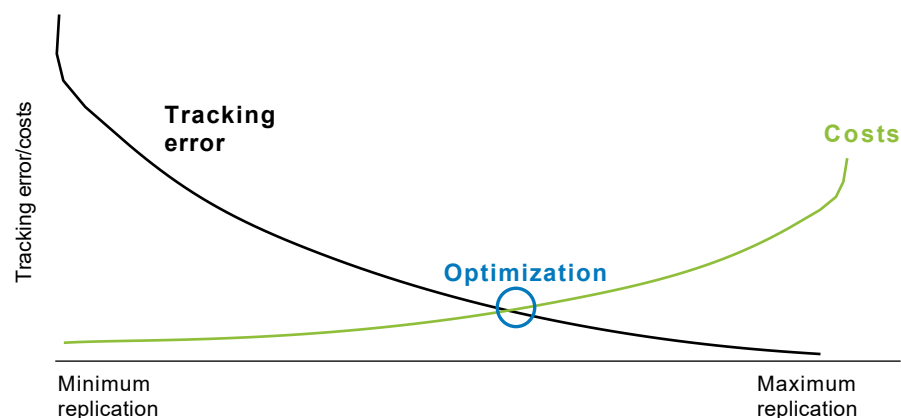 Tracking error/costs
Tracking
error
Costs
Optimization
Minimum
replication
Maximum
replication